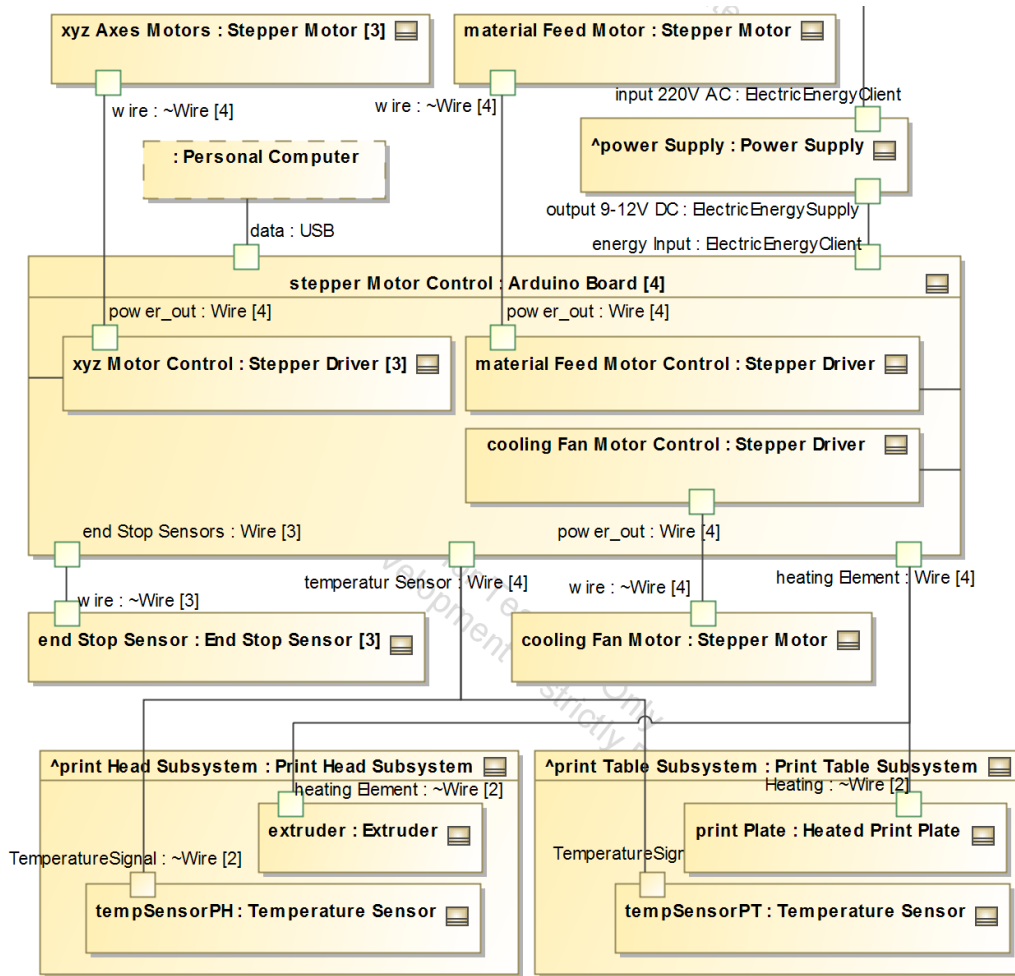 xyz Axes Motors : Stepper Motor [3]
material Feed Motor : Stepper Motor
wire : ~Wire [4]
wire : ~Wire [4]
input 220V AC : ElectricEnergyClient
: Personal Computer
^power Supply : Power Supply
output 9-12V DC : ElectricEnergySupply
data : USB
energy Input : ElectricEnergyClient
stepper Motor Control : Arduino Board [4]
power_out : Wire [4]
power_out : Wire [4]
xyz Motor Control : Stepper Driver [3]
material Feed Motor Control : Stepper Driver
cooling Fan Motor Control : Stepper Driver
end Stop Sensors : Wire [3]
power_out : Wire [4]
temperatur Sensor : Wire [4]
heating Element : Wire [4]
wire : ~Wire [3]
wire : ~Wire [4]
end Stop Sensor : End Stop Sensor [3]
cooling Fan Motor : Stepper Motor
Only
^print Head Subsystem : Print Head Subsystem
^print Table Subsystem : Print Table Subsystem
heating Element : ~Wire [2]
Heating : ~Wire [2]
extruder : Extruder
print Plate : Heated Print Plate
TemperatureSignal : ~Wire [2]
TemperatureSigr
tempSensorPH : Temperature Sensor
tempSensorPT : Temperature Sensor